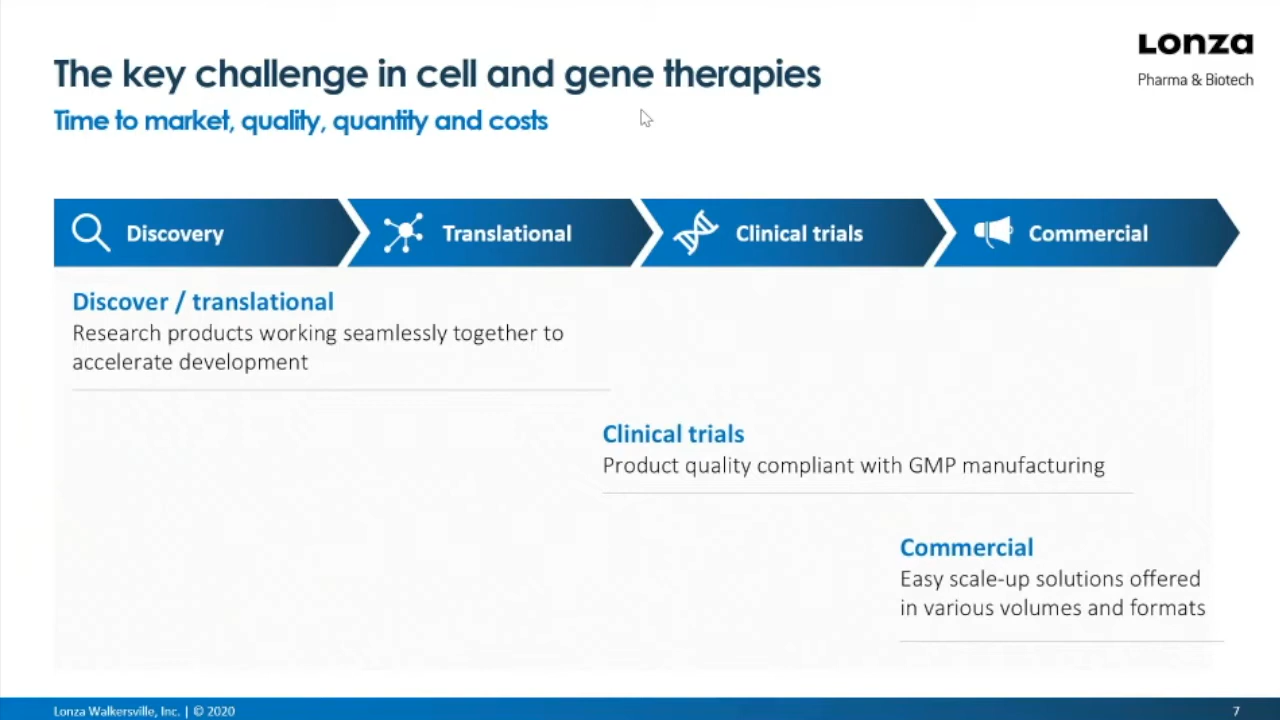 Lonza
Pharma & Biotech
The key challenge in cell and gene therapies
Time to market, quality, quantity and costs
Discovery
Translational
Clinical trials
Commercial
Discover / translational
Research products working seamlessly together to
accelerate development
Clinical trials
Product quality compliant with GMP manufacturing
Commercial
Easy scale-up solutions offered
in various volumes and formats
Lonza Walkersville, Inc. | © 2020
7